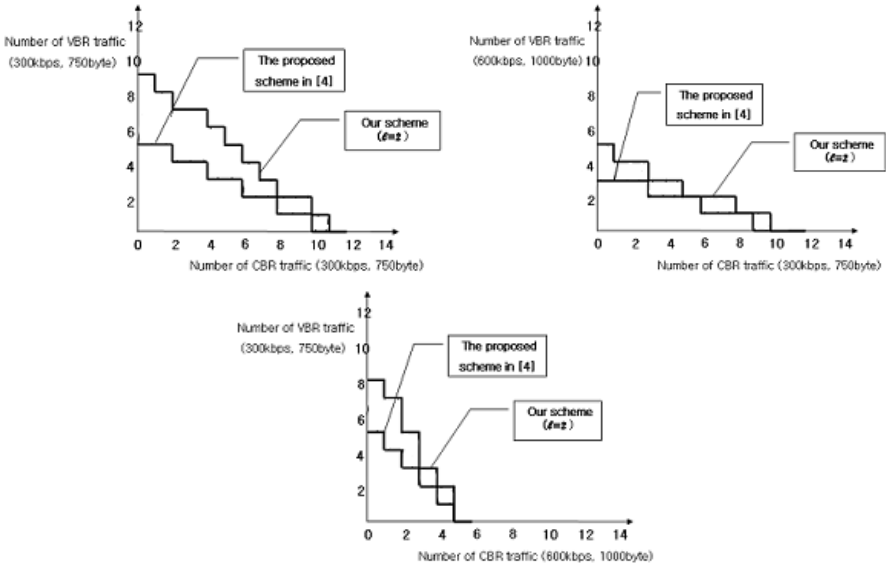 12
Number of VBR traffic
(300kbps, 750byte)
10
8
6
4
2
The proposed
scheme in [4]
Our scheme
(ℓ=2)
0 2 4 6 8 10 12 14
Number of CBR traffic (300kbps, 750byte)
12
Number of VBR traffic
(600kbps, 1000byte)
10
8
6
4
2
The proposed
scheme in [4]
Our scheme
(ℓ=2)
0 2 4 6 8 10 12 14
Number of CBR traffic (300kbps, 750byte)
12
Number of VBR traffic
(300kbps, 750byte)
10
8
6
4
2
The proposed
scheme in [4]
Our scheme
(ℓ=2)
0 2 4 6 8 10 12 14
Number of CBR traffic (600kbps, 1000byte)